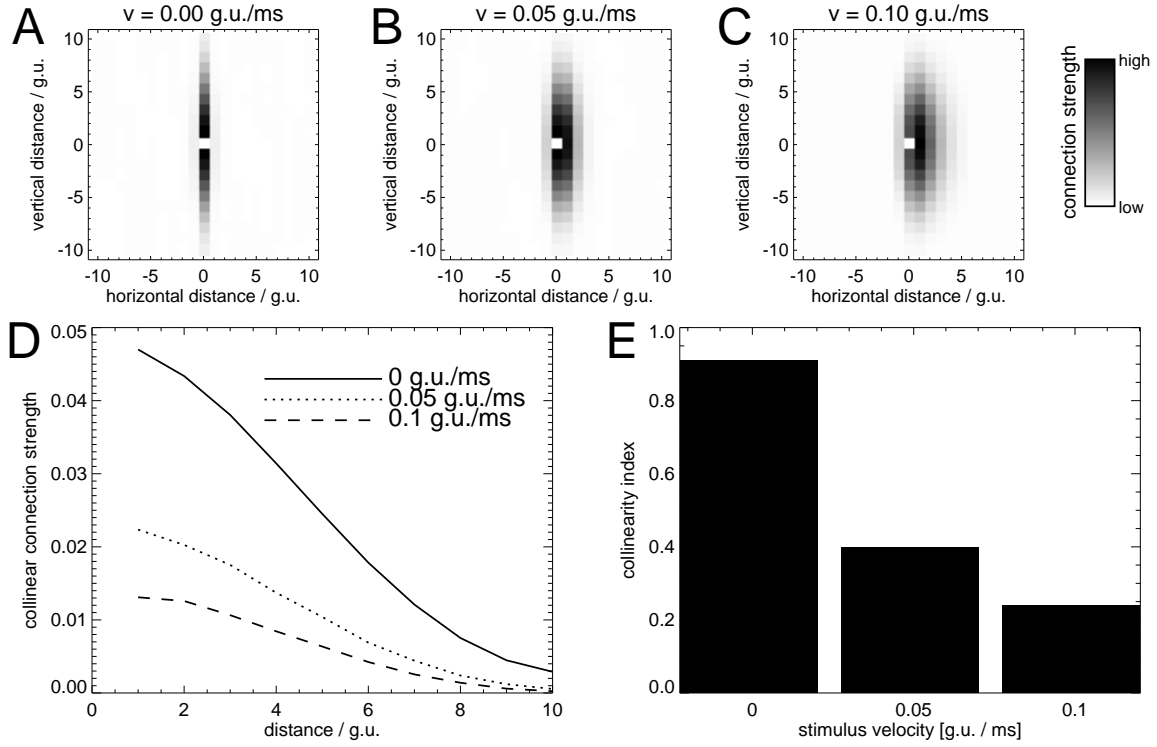 A
v = 0.00 g.u./ms
10
5
0
-5
-10
vertical distance / g.u.
-10 -5 0 5 10
horizontal distance / g.u.
B
v = 0.05 g.u./ms
10
5
0
-5
-10
vertical distance / g.u.
-10 -5 0 5 10
horizontal distance / g.u.
C
v = 0.10 g.u./ms
10
5
0
-5
-10
vertical distance / g.u.
-10 -5 0 5 10
horizontal distance / g.u.
connection strength
high
low
D
0.05
0.04
0.03
0.02
0.01
0.00
collinear connection strength
0 g.u./ms
0.05 g.u./ms
0.1 g.u./ms
0 2 4 6 8 10
distance / g.u.
E
1.0
0.8
0.6
0.4
0.2
0.0
collinearity index
0 0.05 0.1
stimulus velocity [g.u. / ms]